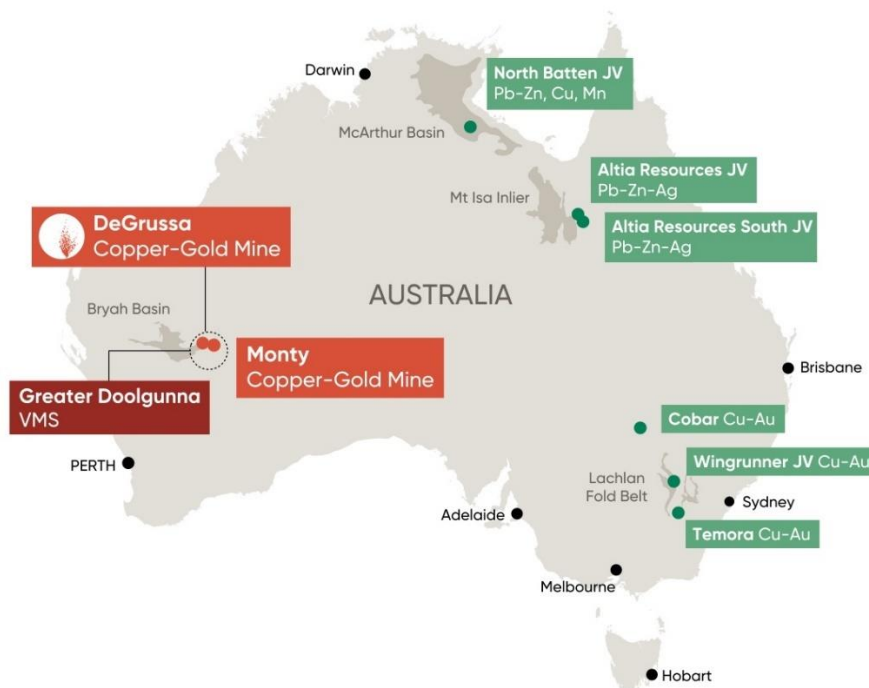 Darwin
North Batten JV
Pb-Zn, Cu, Mn
McArthur Basin
Altia Resources JV
Pb-Zn-Ag
Mt Isa Inlier
Altia Resources South JV
Pb-Zn-Ag
DeGrussa
Copper-Gold Mine
AUSTRALIA
Bryah Basin
Monty
Copper-Gold Mine
Greater Doolgunna
VMS
Brisbane
Cobar Cu-Au
PERTH
Wingrunner JV Cu-Au
Lachlan
Fold Belt
Sydney
Adelaide
Temora Cu-Au
Melbourne
Hobart